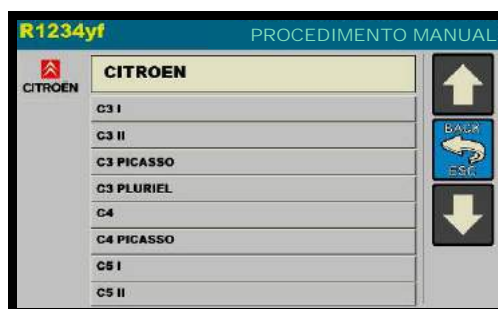 R1234yf PROCEDIMENTO MANUAL
CITROËN
CITROEN
C3 I
C3 II
C3 PICASSO
C3 PLURIEL
C4
C4 PICASSO
C5 I
C5 II
BACK
ESC